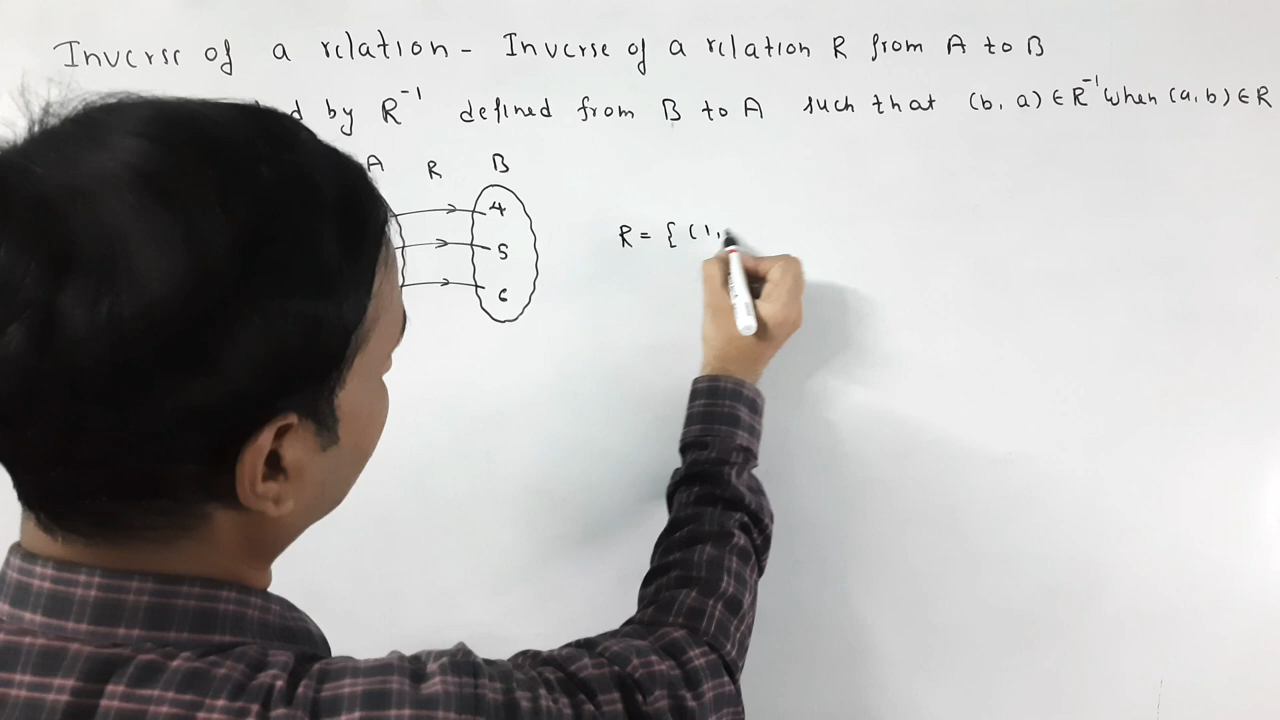 Inverse of a relation - Inverse of a relation R from A to B
by R⁻¹ defined from B to A such that (b, a) ∈ R⁻¹ when (a, b) ∈ R
A R B
4
R = { (1,
5
6